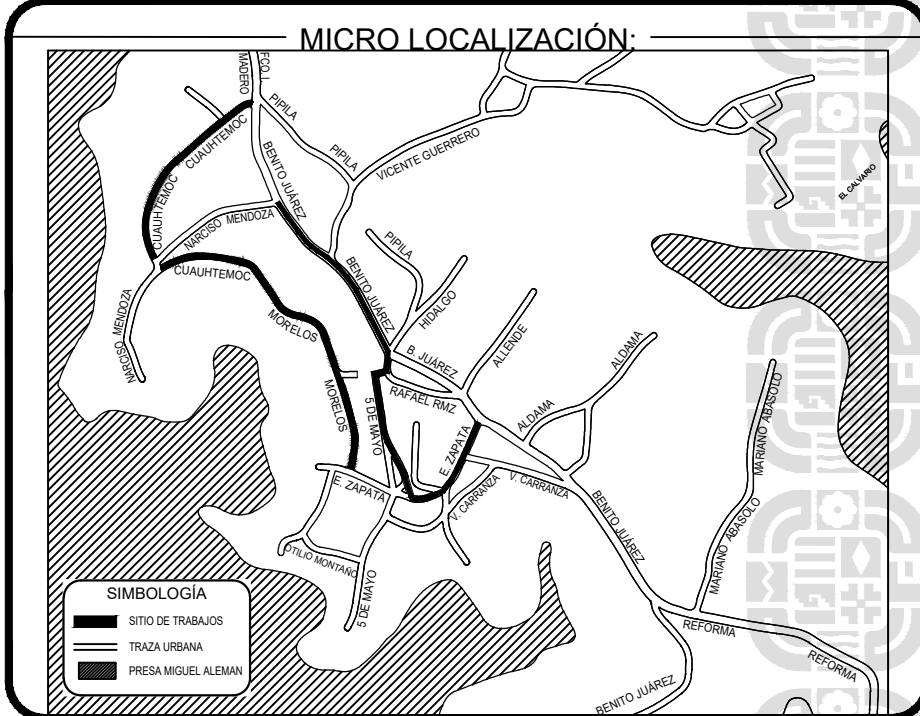 MICRO LOCALIZACIÓN:
FCO. I.
MADERO
PIPILA
CUAUHTEMOC
PIPILA
VICENTE GUERRERO
BENITO JUÁREZ
EL CALVARIO
CUAUHTEMOC
NARCISO MENDOZA
PIPILA
CUAUHTEMOC
BENITO JUÁREZ
HIDALGO
NARCISO MENDOZA
MORELOS
B. JUÁREZ
ALLENDE
ALDAMA
RAFAEL RMZ
MORELOS
5 DE MAYO
ALDAMA
MARIANO ABASOLO
E. ZAPATA
E. ZAPATA
V. CARRANZA
V. CARRANZA
BENITO JUÁREZ
MARIANO ABASOLO
OTILIO MONTAÑO
5 DE MAYO
REFORMA
REFORMA
BENITO JUÁREZ
SIMBOLOGÍA
SITIO DE TRABAJOS
TRAZA URBANA
PRESA MIGUEL ALEMAN